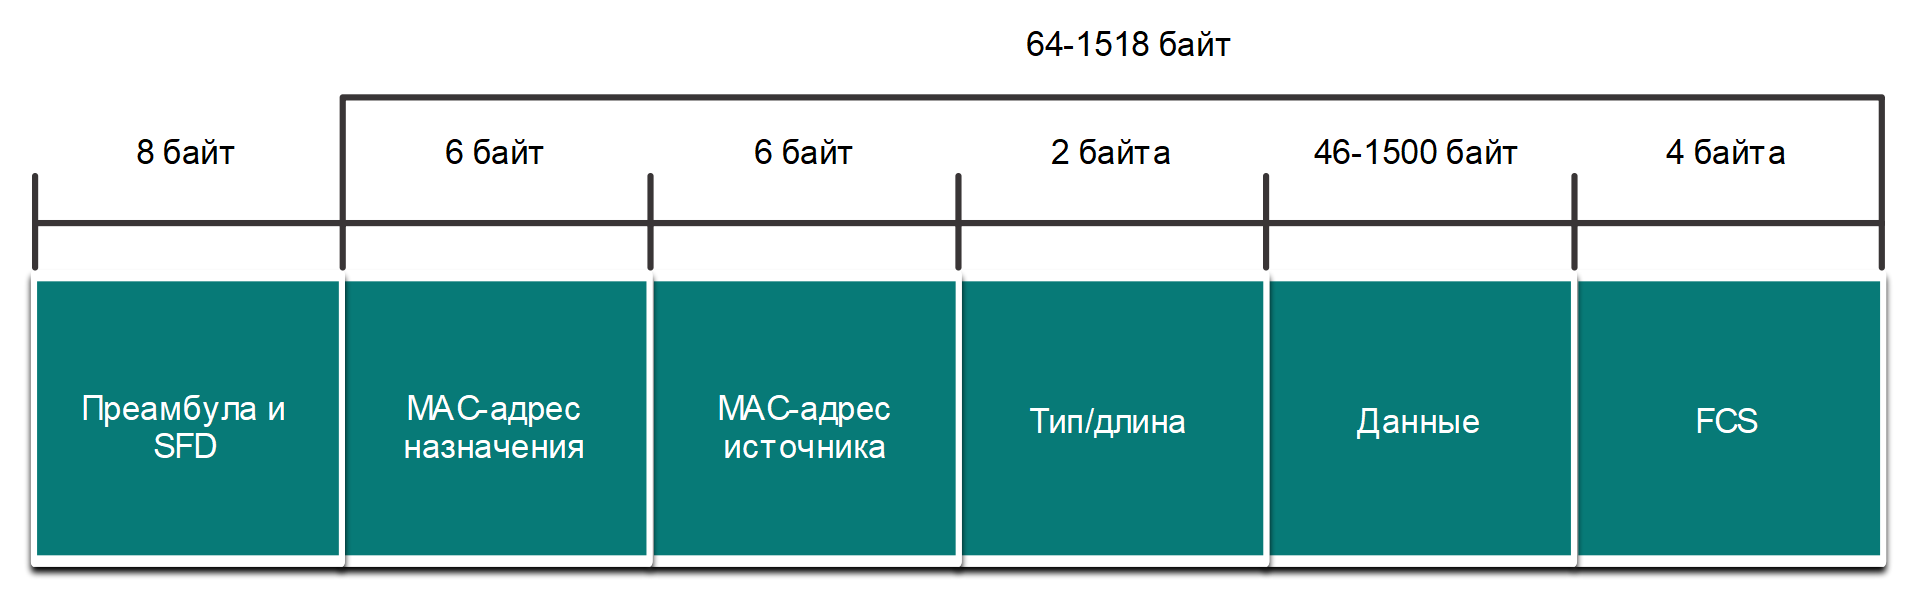 64-1518 байт
8 байт
6 байт
6 байт
2 байта
46-1500 байт
4 байта
Преамбула и
SFD
MAC-адрес
назначения
MAC-адрес
источника
Тип/длина
Данные
FCS